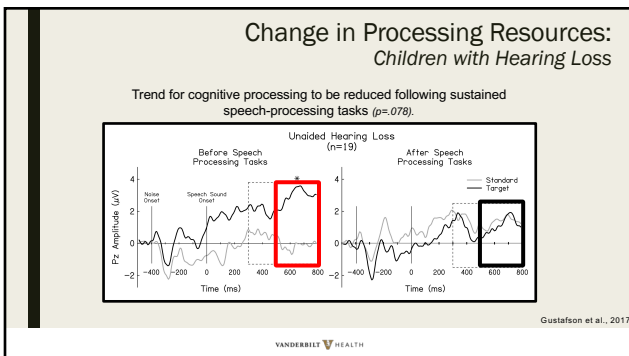 Change in Processing Resources:
Children with Hearing Loss
Trend for cognitive processing to be reduced following sustained
speech-processing tasks (p=.078).
Unaided Hearing Loss
(n=19)
Before Speech
Processing Tasks
After Speech
Processing Tasks
Standard
Target
Noise
Onset
Speech Sound
Onset
*
Pz Amplitude (μV)
4
2
0
−2
−400 −200 0 200 400 600 800
Time (ms)
4
2
0
−2
−400 −200 0 200 400 600 800
Time (ms)
Gustafson et al., 2017
VANDERBILT V HEALTH